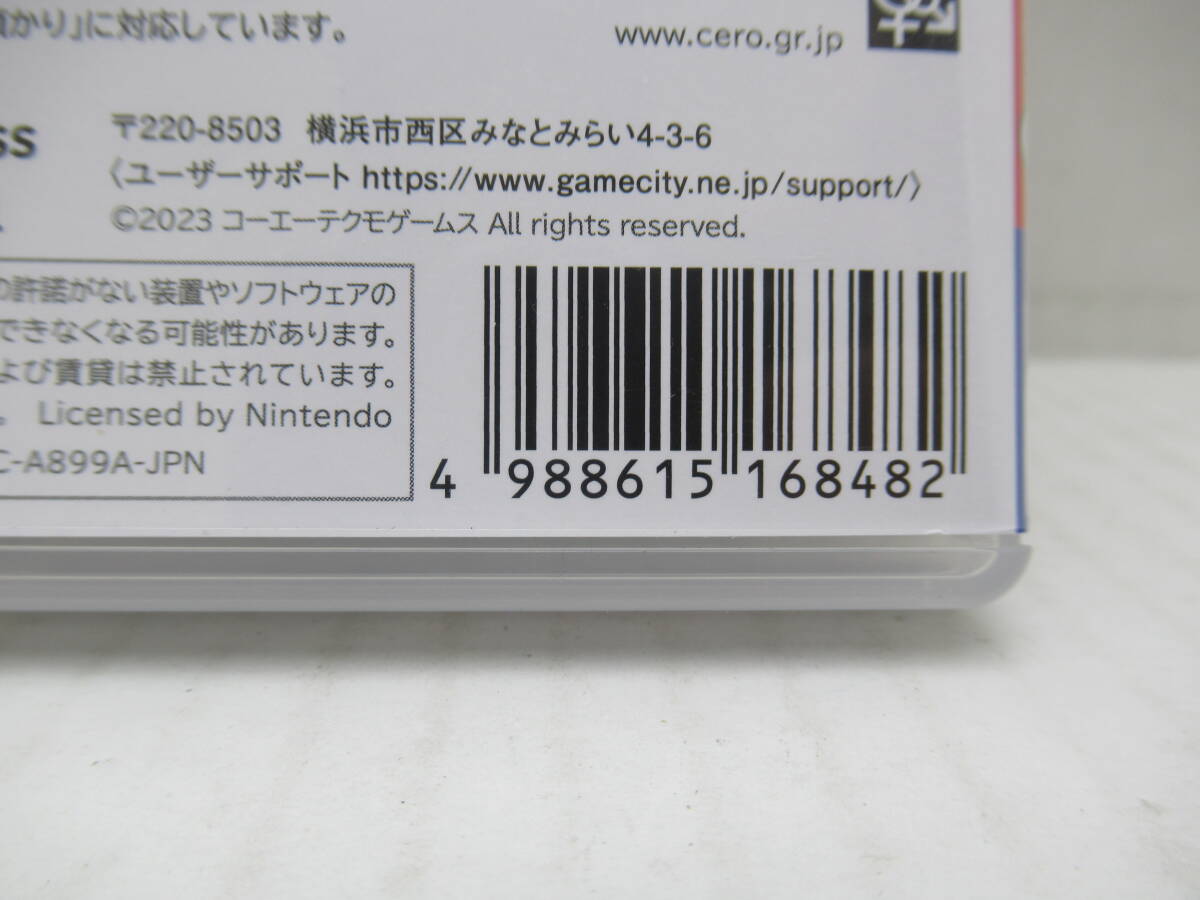 かり」に対応しています。
www.cero.gr.jp
ss 〒220-8503 横浜市西区みなとみらい4-3-6
〈ユーザーサポート https://www.gamecity.ne.jp/support/〉
©2023 コーエーテクモゲームス All rights reserved.
の許諾がない装置やソフトウェアの
できなくなる可能性があります。
よび賃貸は禁止されています。
。 Licensed by Nintendo
C-A899A-JPN
4 988615 168482